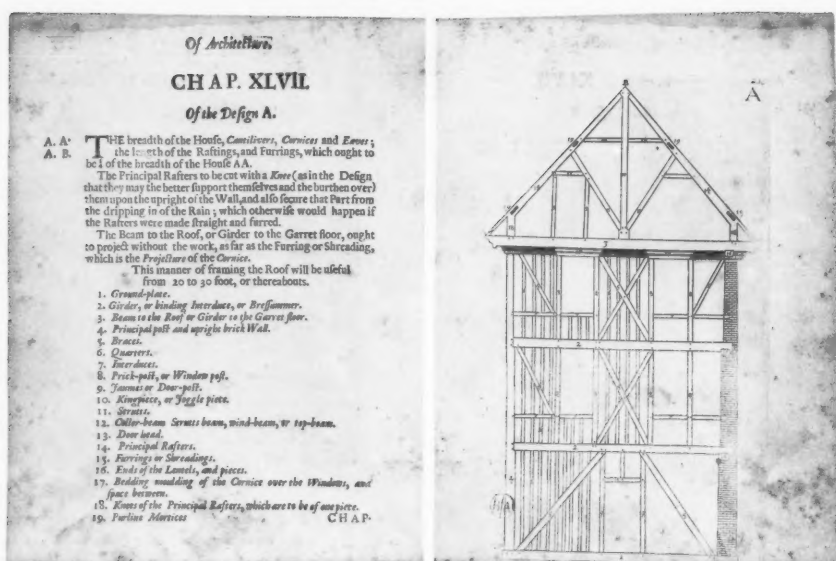 Of Architecture.
CHAP. XLVII.
Of the Deſign A.
A. A. THE breadth of the Houſe, Cantilivers, Cornices and Eaves;
A. B. the length of the Raftings, and Furrings, which ought to
be of the breadth of the Houſe AA.
The Principal Rafters to be cut with a Knee (as in the Deſign
that they may the better ſupport themſelves and the burthen over)
them upon the upright of the Wall, and alſo ſecure that Part from
the dripping in of the Rain; which otherwiſe would happen if
the Rafters were made ſtraight and furred.
The Beam to the Roof, or Girder to the Garret floor, ought
to project without the work, as far as the Furring or Shreading,
which is the Projecture of the Cornice.
This manner of framing the Roof will be uſeful
from 20 to 30 foot, or thereabouts.
1. Ground-plate.
2. Girder, or binding Interduce, or Breſſummer.
3. Beam to the Roof or Girder to the Garret floor.
4. Principal poſt and upright brick Wall.
5. Braces.
6. Quarters.
7. Interduces.
8. Prick-poſt, or Window poſt.
9. Jaumes or Door-poſt.
10. Kingpiece, or Joggle piece.
11. Struts.
12. Coller-beam Strutts beam, wind-beam, or top-beam.
13. Door head.
14. Principal Rafters.
15. Furrings or Shreadings.
16. Ends of the Lintels, and pieces.
17. Bedding moulding of the Cornice over the Windows, and
ſpace between.
18. Knees of the Principal Rafters, which are to be of one piece.
19. Purline Mortices
CHAP.
B
A
3
2
2